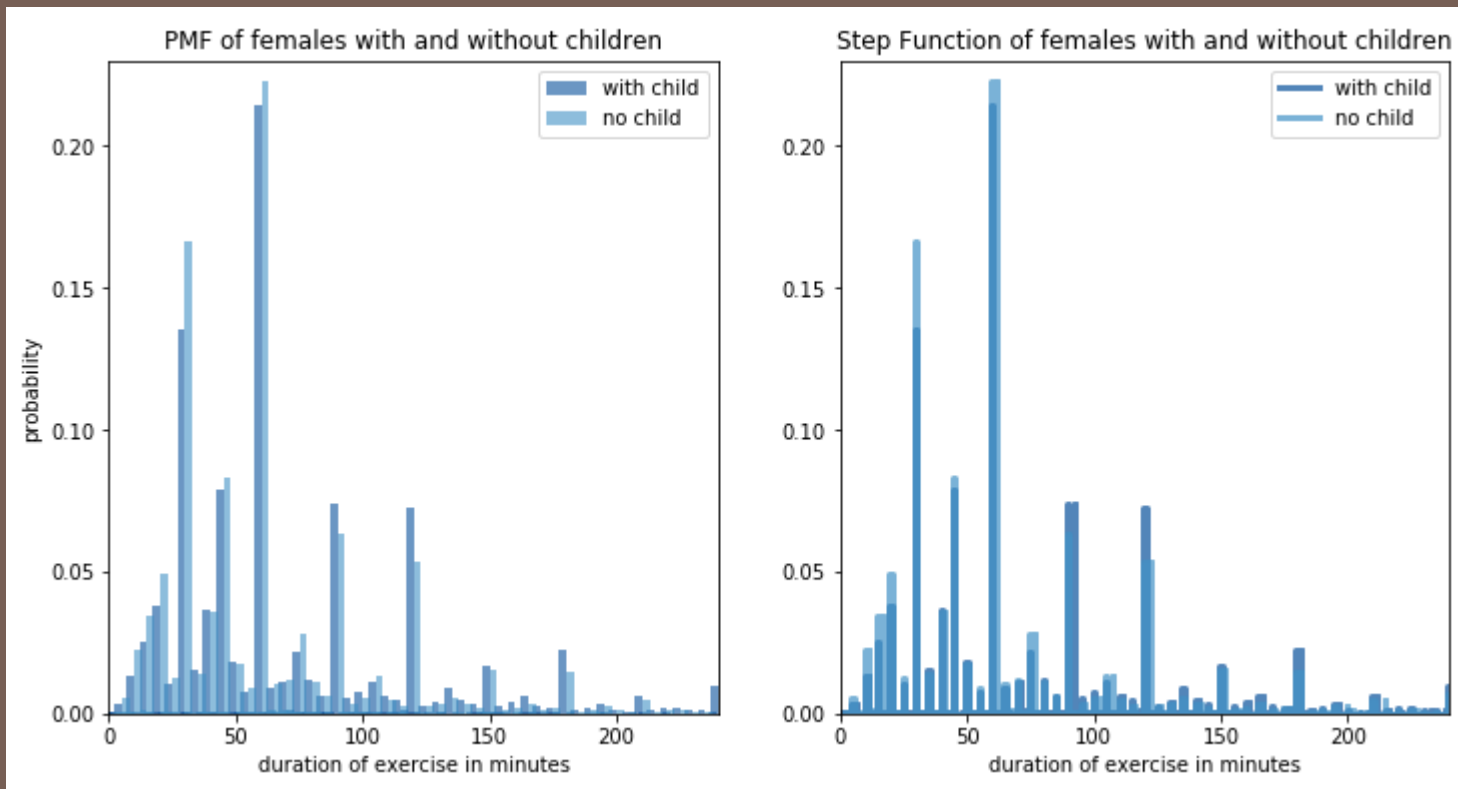 PMF of females with and without children
with child
no child
0.20
0.15
0.10
0.05
0.00
probability
0 50 100 150 200
duration of exercise in minutes
Step Function of females with and without children
with child
no child
0.20
0.15
0.10
0.05
0.00
0 50 100 150 200
duration of exercise in minutes